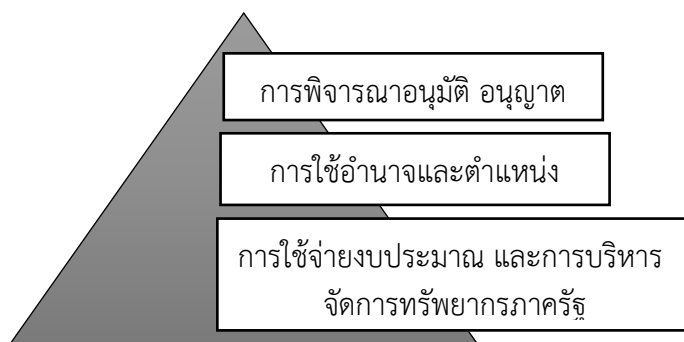 การพิจารณาอนุมัติ อนุญาต
การใช้อำนาจและตำแหน่ง
การใช้จ่ายงบประมาณ และการบริหาร
จัดการทรัพยากรภาครัฐ